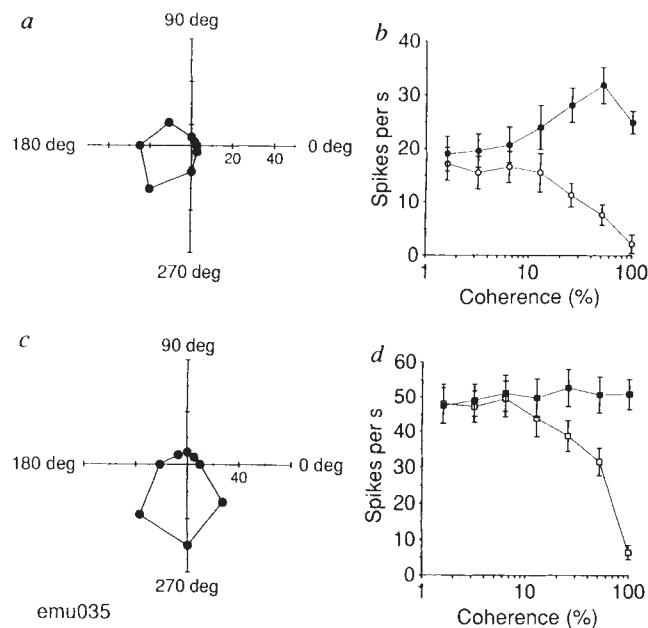 a
90 deg
180 deg
20 40
0 deg
270 deg
b
40
30
20
10
0
Spikes per s
1 10 100
Coherence (%)
c
90 deg
180 deg
40
0 deg
270 deg
emu035
d
60
50
40
30
20
10
0
Spikes per s
1 10 100
Coherence (%)